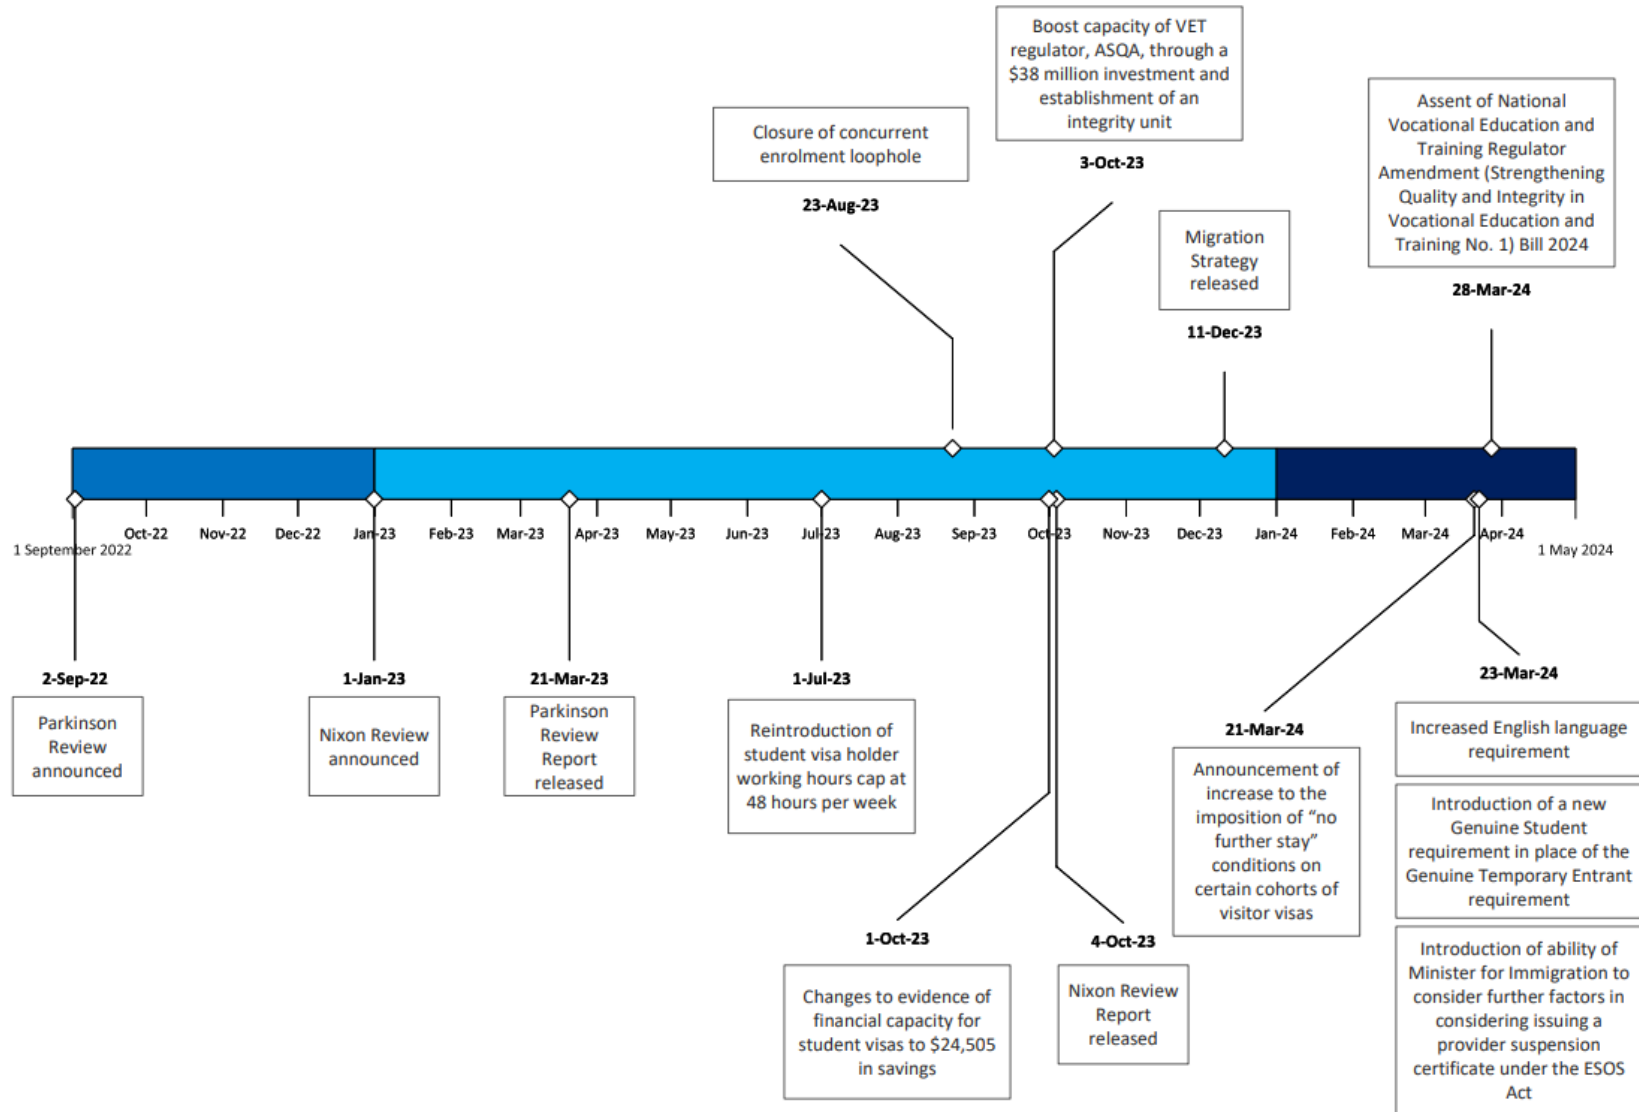 Boost capacity of VET
regulator, ASQA, through a
$38 million investment and
establishment of an
integrity unit
3-Oct-23
Closure of concurrent
enrolment loophole
23-Aug-23
Assent of National
Vocational Education and
Training Regulator
Amendment (Strengthening
Quality and Integrity in
Vocational Education and
Training No. 1) Bill 2024
28-Mar-24
Migration
Strategy
released
11-Dec-23
1 September 2022
Oct-22
Nov-22
Dec-22
Jan-23
Feb-23
Mar-23
Apr-23
May-23
Jun-23
Jul-23
Aug-23
Sep-23
Oct-23
Nov-23
Dec-23
Jan-24
Feb-24
Mar-24
Apr-24
1 May 2024
2-Sep-22
Parkinson
Review
announced
1-Jan-23
Nixon Review
announced
21-Mar-23
Parkinson
Review
Report
released
1-Jul-23
Reintroduction of
student visa holder
working hours cap at
48 hours per week
1-Oct-23
Changes to evidence of
financial capacity for
student visas to $24,505
in savings
4-Oct-23
Nixon Review
Report
released
21-Mar-24
Announcement of
increase to the
imposition of “no
further stay”
conditions on
certain cohorts of
visitor visas
23-Mar-24
Increased English language
requirement
Introduction of a new
Genuine Student
requirement in place of the
Genuine Temporary Entrant
requirement
Introduction of ability of
Minister for Immigration to
consider further factors in
considering issuing a
provider suspension
certificate under the ESOS
Act